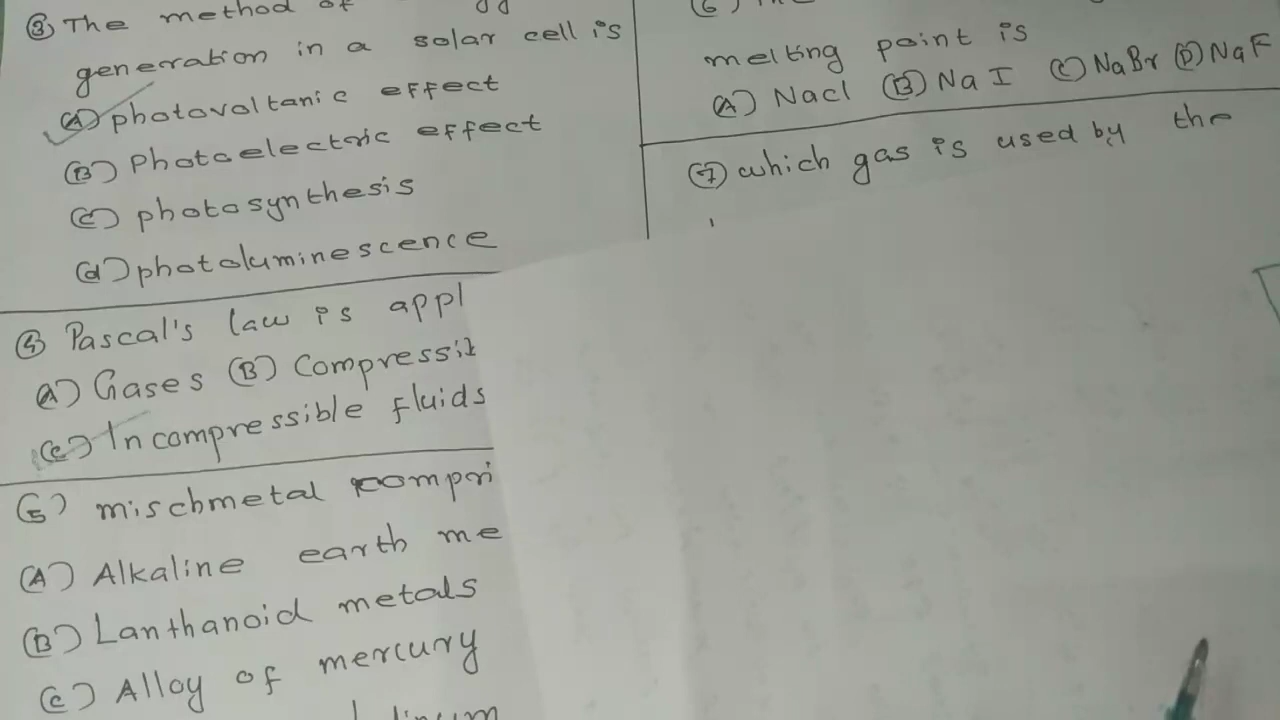 ③ The method of
generation in a solar cell is
(A) photovoltanic effect
(B) Photoelectric effect
(C) photosynthesis
(d) photoluminescence
④ Pascal's law is appl
(A) Gases (B) Compressi
(C) Incompressible fluids
(5) mischmetal compri
(A) Alkaline earth me
(B) Lanthanoid metals
(C) Alloy of mercury
melting point is
(A) Nacl (B) NaI (C) NaBr (D) NaF
(7) which gas is used by the